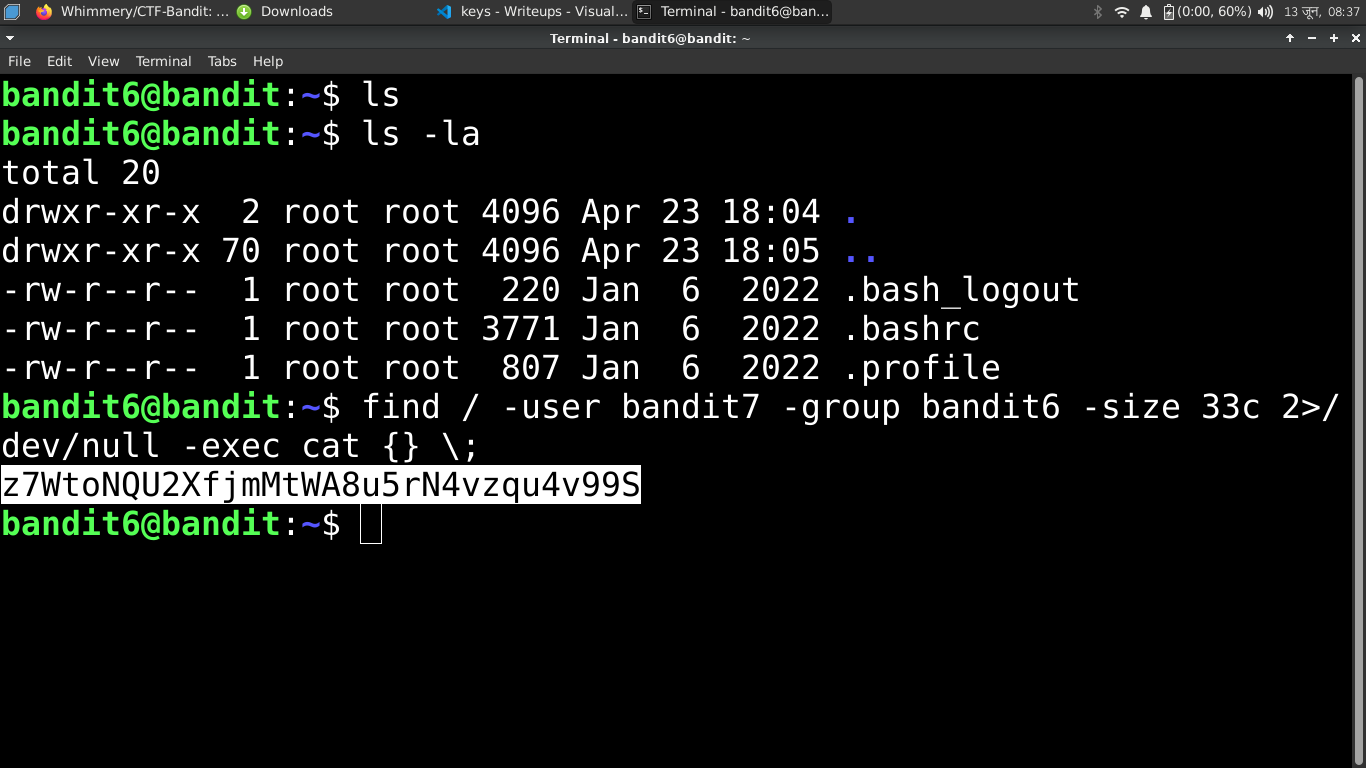 Whimmery/CTF-Bandit: ...
Downloads
keys - Writeups - Visual...
Terminal - bandit6@ban...
(0:00, 60%)
13 जून, 08:37
Terminal - bandit6@bandit: ~
File Edit View Terminal Tabs Help
bandit6@bandit:~$ ls
bandit6@bandit:~$ ls -la
total 20
drwxr-xr-x  2 root root 4096 Apr 23 18:04 .
drwxr-xr-x 70 root root 4096 Apr 23 18:05 ..
-rw-r--r--  1 root root  220 Jan  6  2022 .bash_logout
-rw-r--r--  1 root root 3771 Jan  6  2022 .bashrc
-rw-r--r--  1 root root  807 Jan  6  2022 .profile
bandit6@bandit:~$ find / -user bandit7 -group bandit6 -size 33c 2>/
dev/null -exec cat {} \;
z7WtoNQU2XfjmMtWA8u5rN4vzqu4v99S
bandit6@bandit:~$